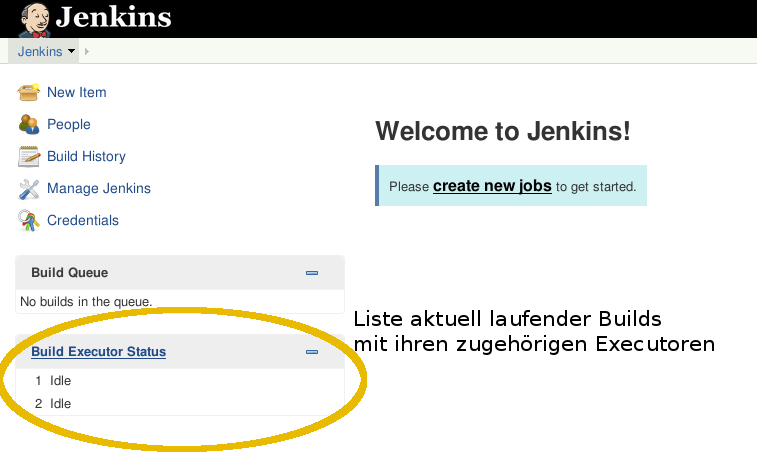 Jenkins
Jenkins
New Item
People
Build History
Manage Jenkins
Credentials
Welcome to Jenkins!
Please create new jobs to get started.
Build Queue
No builds in the queue.
Build Executor Status
1 Idle
2 Idle
Liste aktuell laufender Builds
mit ihren zugehörigen Executoren